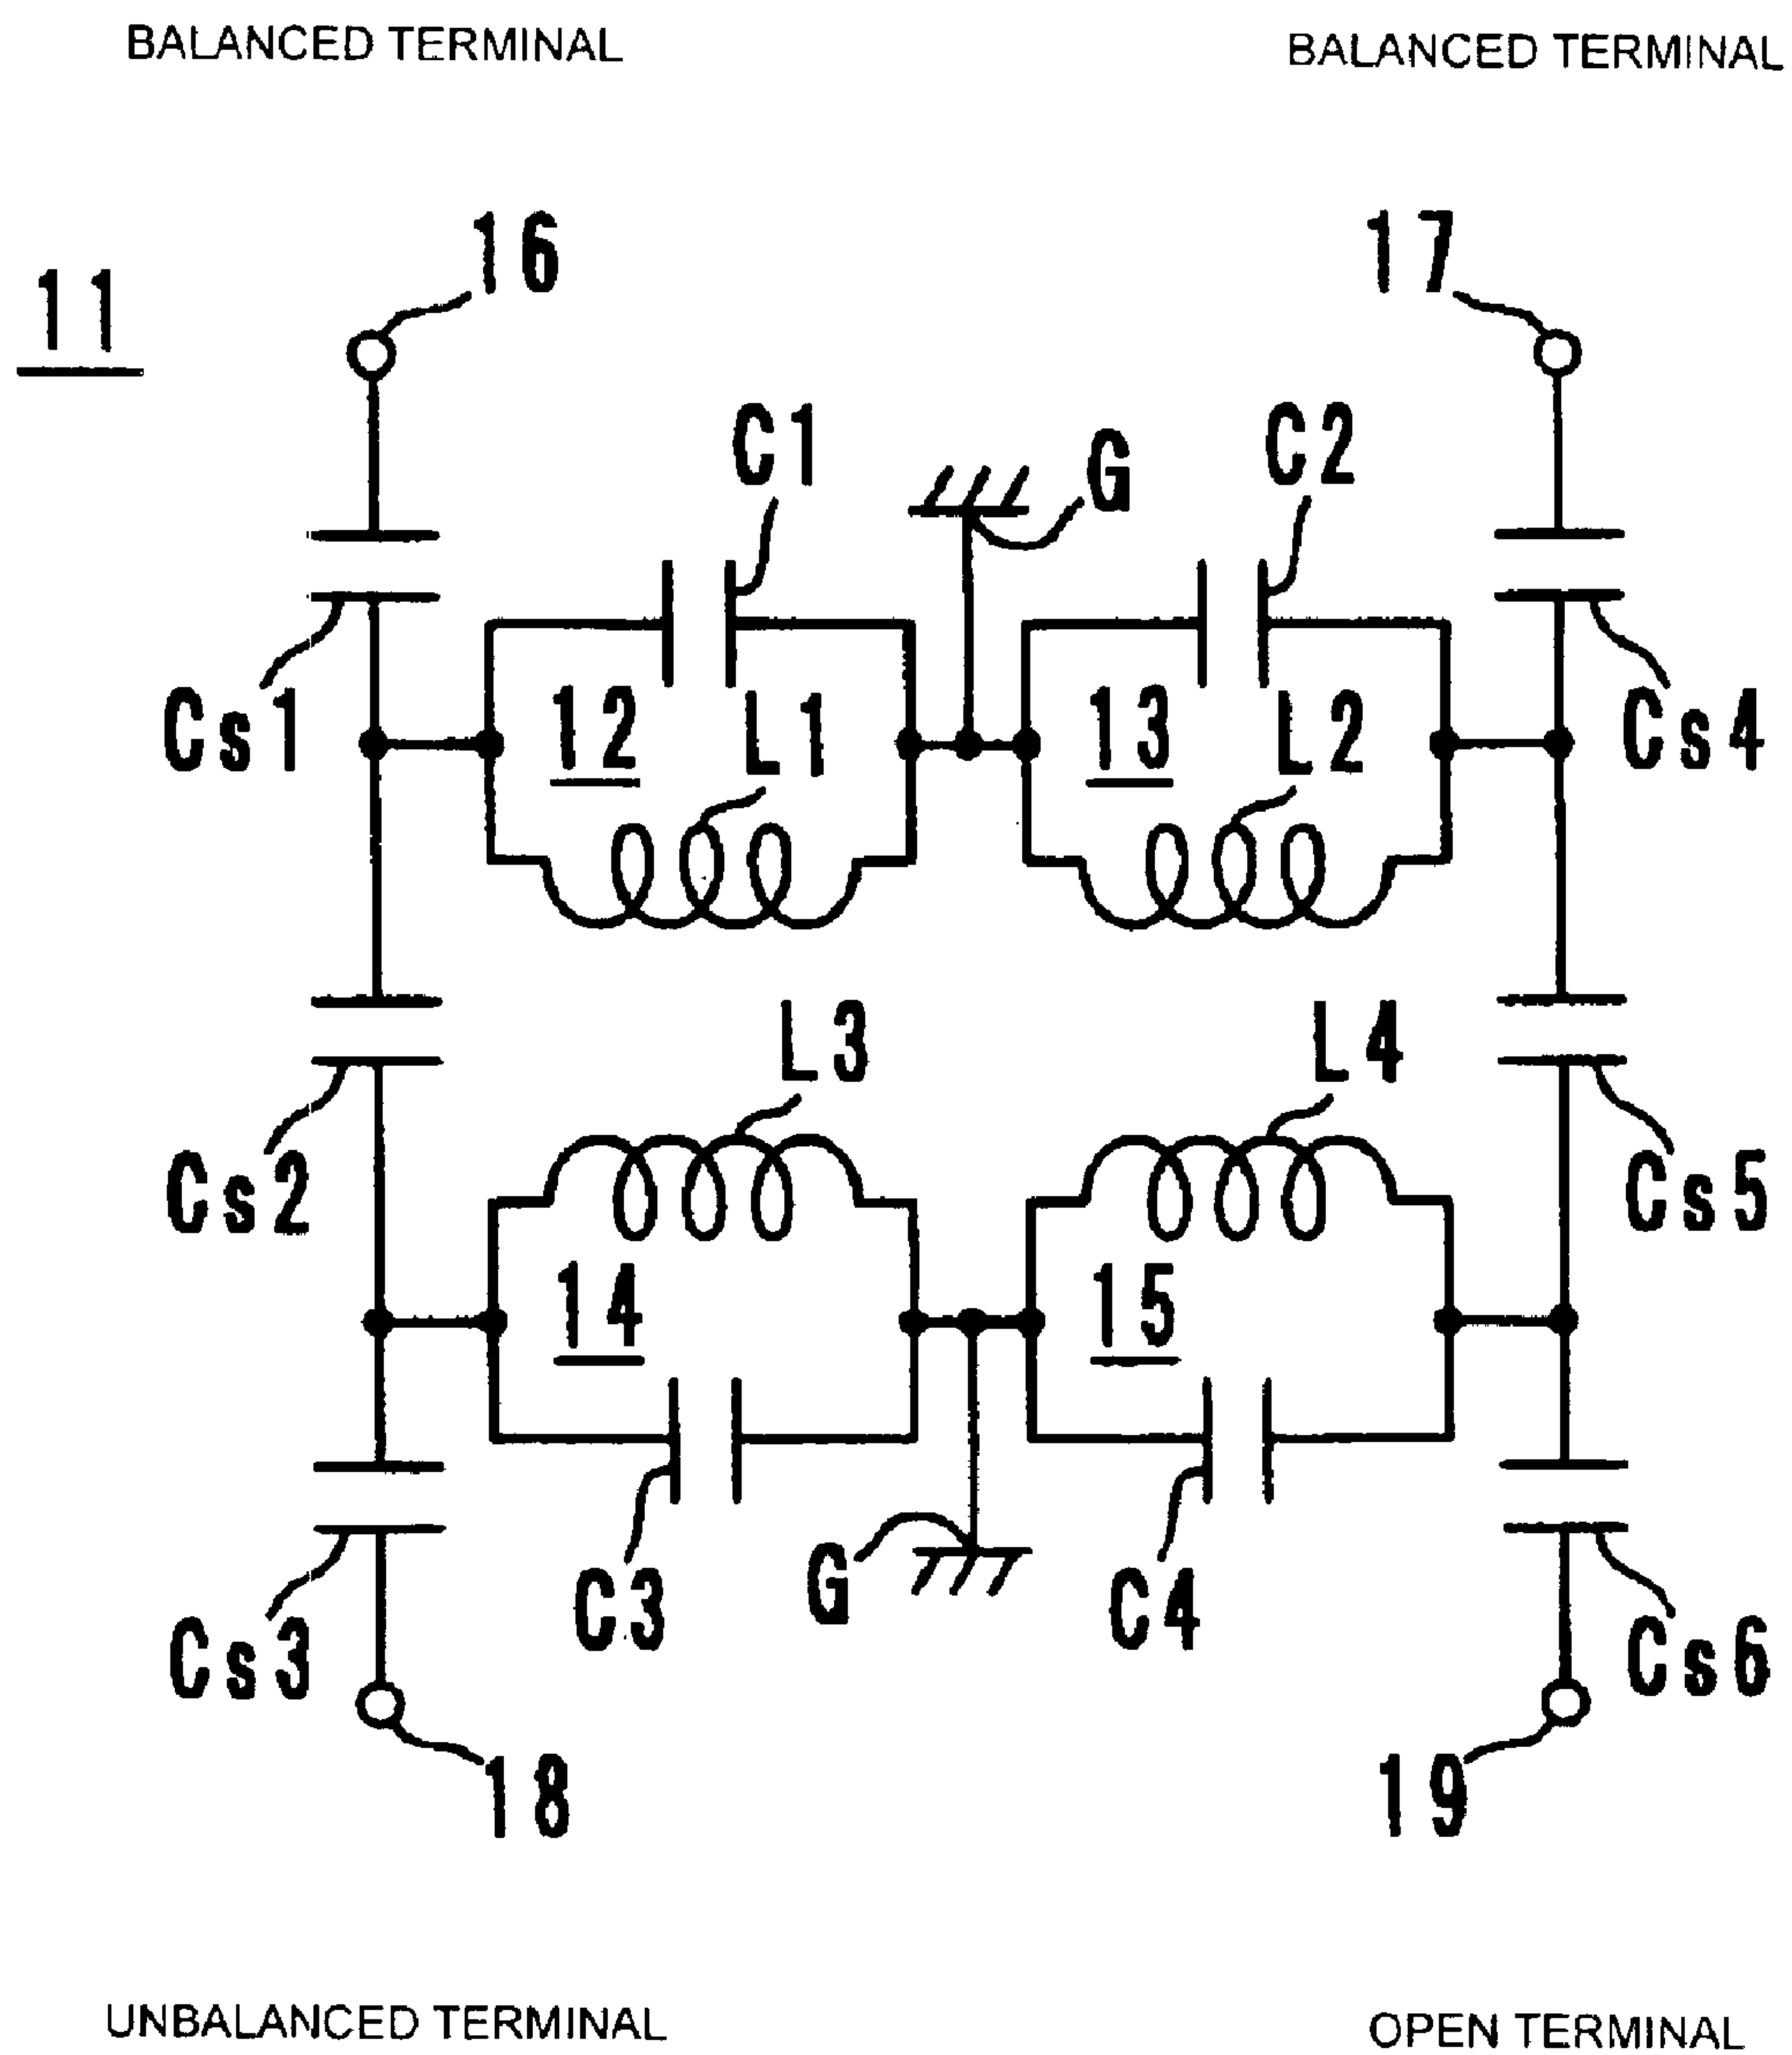 BALANCED TERMINAL BALANCED TERMINAL
16 17
11
C1 G C2
Cs1 12 L1 13 L2 Cs4
L3 L4
Cs2 Cs5
14 15
C3 G C4
Cs3 Cs6
18 19
UNBALANCED TERMINAL OPEN TERMINAL